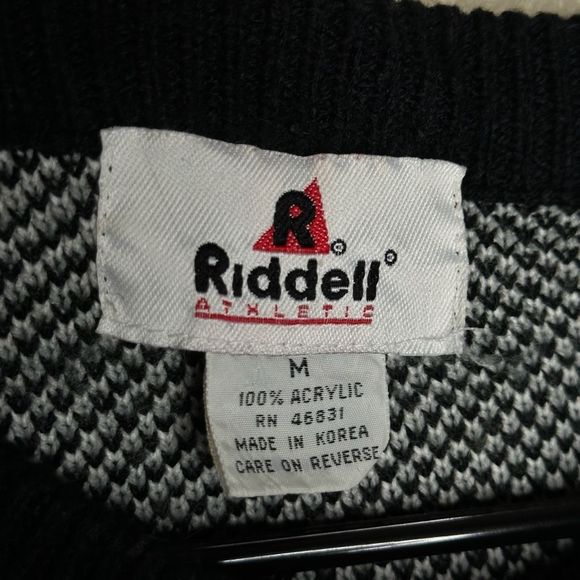 R®
Riddell®
ATHLETIC
M
100% ACRYLIC
RN 46831
MADE IN KOREA
CARE ON REVERSE